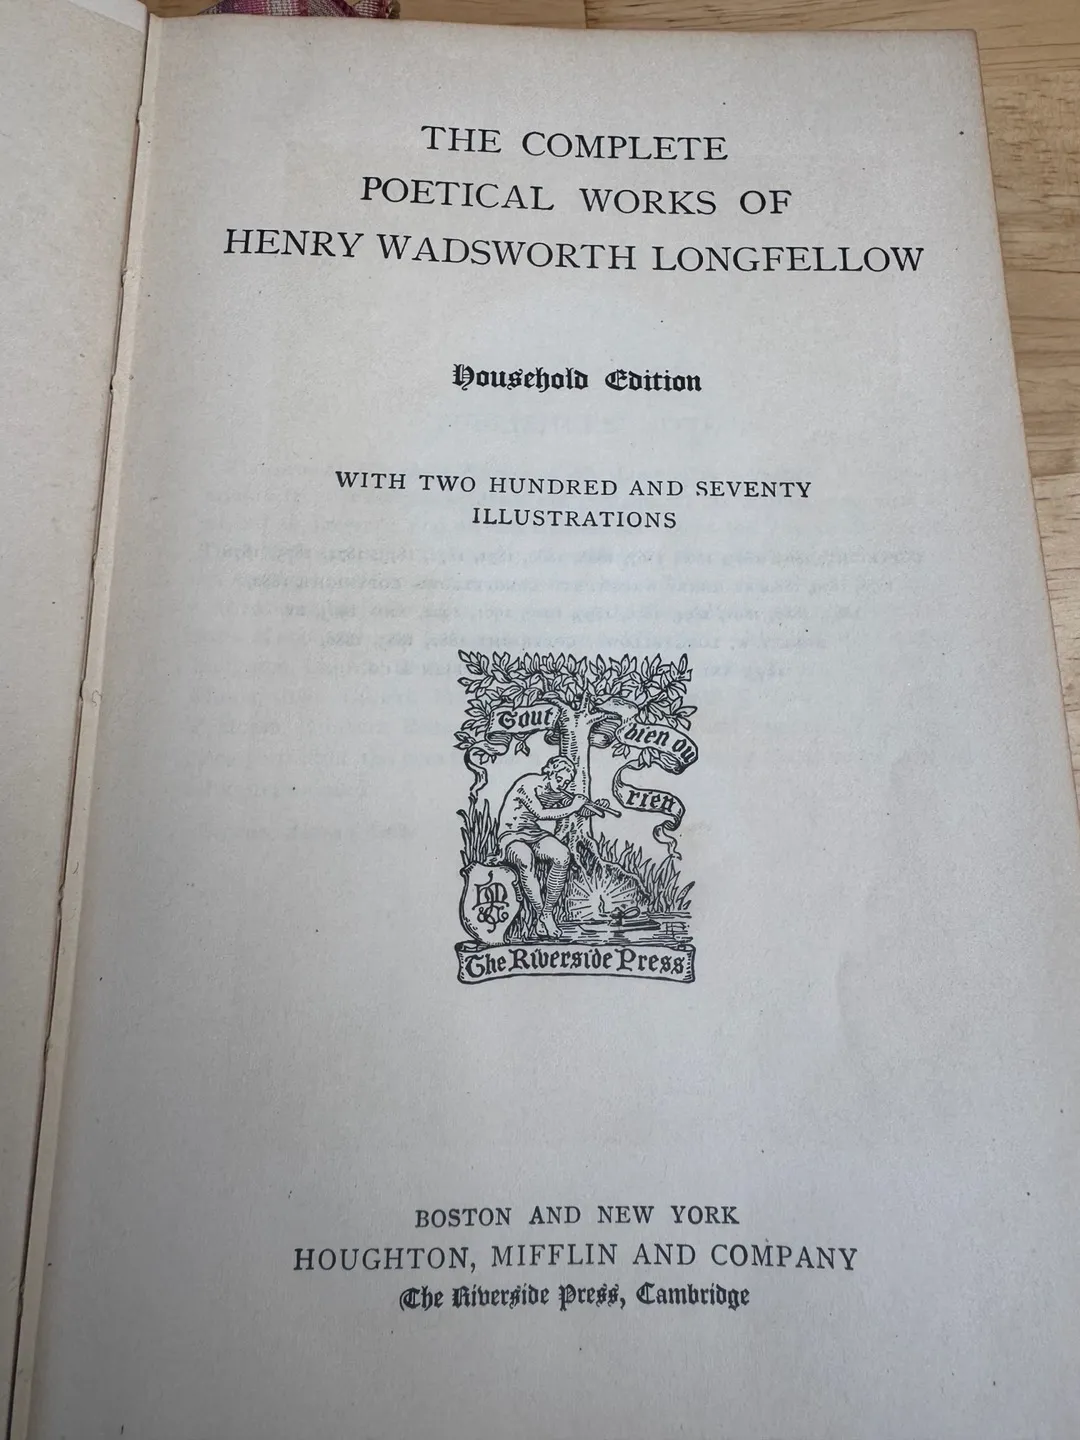 THE COMPLETE
POETICAL WORKS OF
HENRY WADSWORTH LONGFELLOW
Household Edition
WITH TWO HUNDRED AND SEVENTY
ILLUSTRATIONS
Tout
bien ou
rien
The Riverside Press
BOSTON AND NEW YORK
HOUGHTON, MIFFLIN AND COMPANY
The Riverside Press, Cambridge